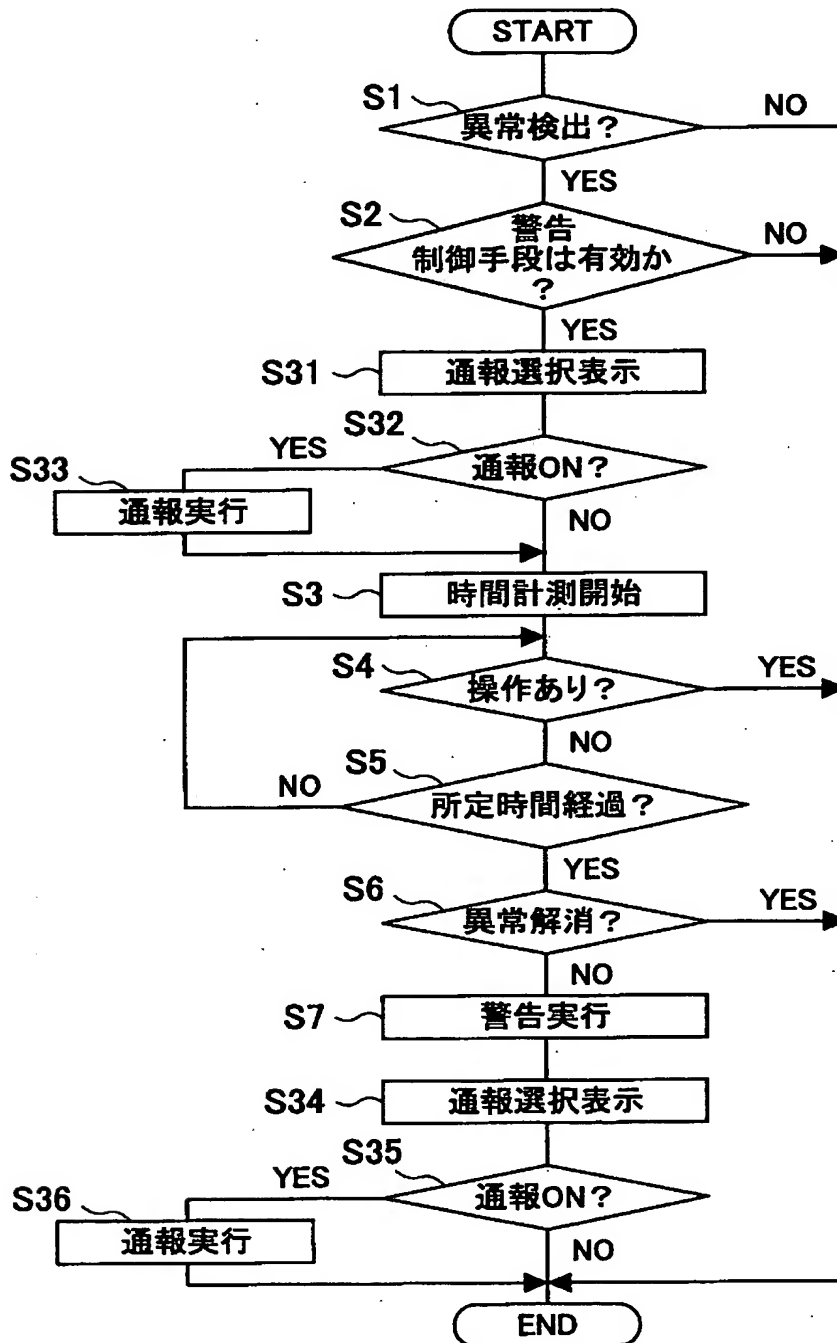 START
S1
異常検出?
NO
YES
S2
警告
制御手段は有効か
?
NO
YES
S31
通報選択表示
S32
YES
通報ON?
S33
通報実行
NO
S3
時間計測開始
S4
操作あり?
YES
NO
S5
NO
所定時間経過?
YES
S6
異常解消?
YES
NO
S7
警告実行
S34
通報選択表示
S35
YES
通報ON?
S36
通報実行
NO
END